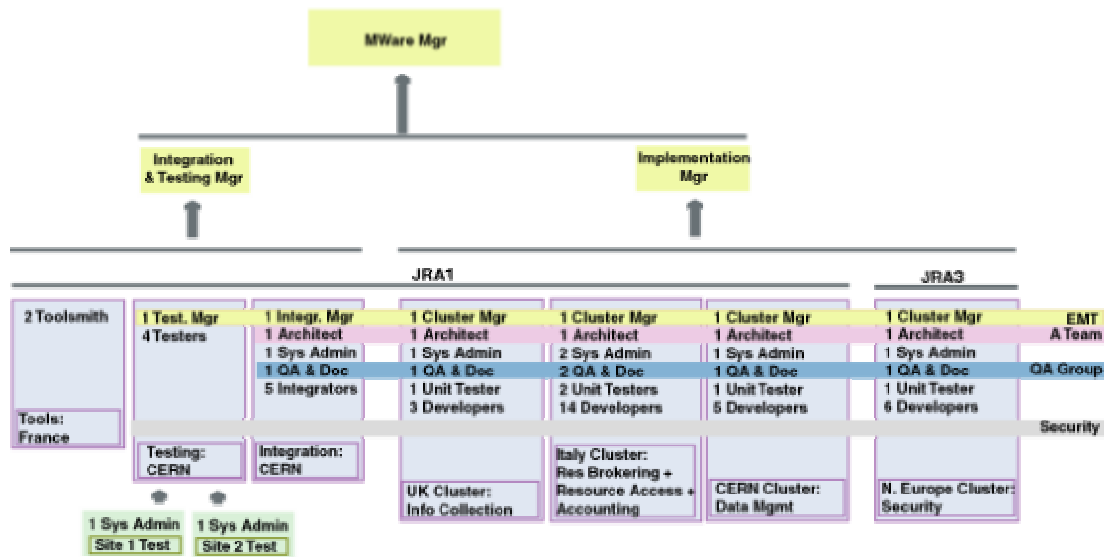 MWare Mgr
Integration
& Testing Mgr
Implementation
Mgr
JRA1
JRA3
2 Toolsmith
Tools:
France
1 Test. Mgr
4 Testers
Testing:
CERN
1 Sys Admin
Site 1 Test
1 Sys Admin
Site 2 Test
1 Integr. Mgr
1 Architect
1 Sys Admin
1 QA & Doc
5 Integrators
Integration:
CERN
1 Cluster Mgr
1 Architect
1 Sys Admin
1 QA & Doc
1 Unit Tester
3 Developers
UK Cluster:
Info Collection
1 Cluster Mgr
1 Architect
2 Sys Admin
2 QA & Doc
2 Unit Testers
14 Developers
Italy Cluster:
Res Brokering +
Resource Access +
Accounting
1 Cluster Mgr
1 Architect
1 Sys Admin
1 QA & Doc
1 Unit Tester
5 Developers
CERN Cluster:
Data Mgmt
1 Cluster Mgr
1 Architect
1 Sys Admin
1 QA & Doc
1 Unit Tester
6 Developers
N. Europe Cluster:
Security
EMT
A Team
QA Group
Security